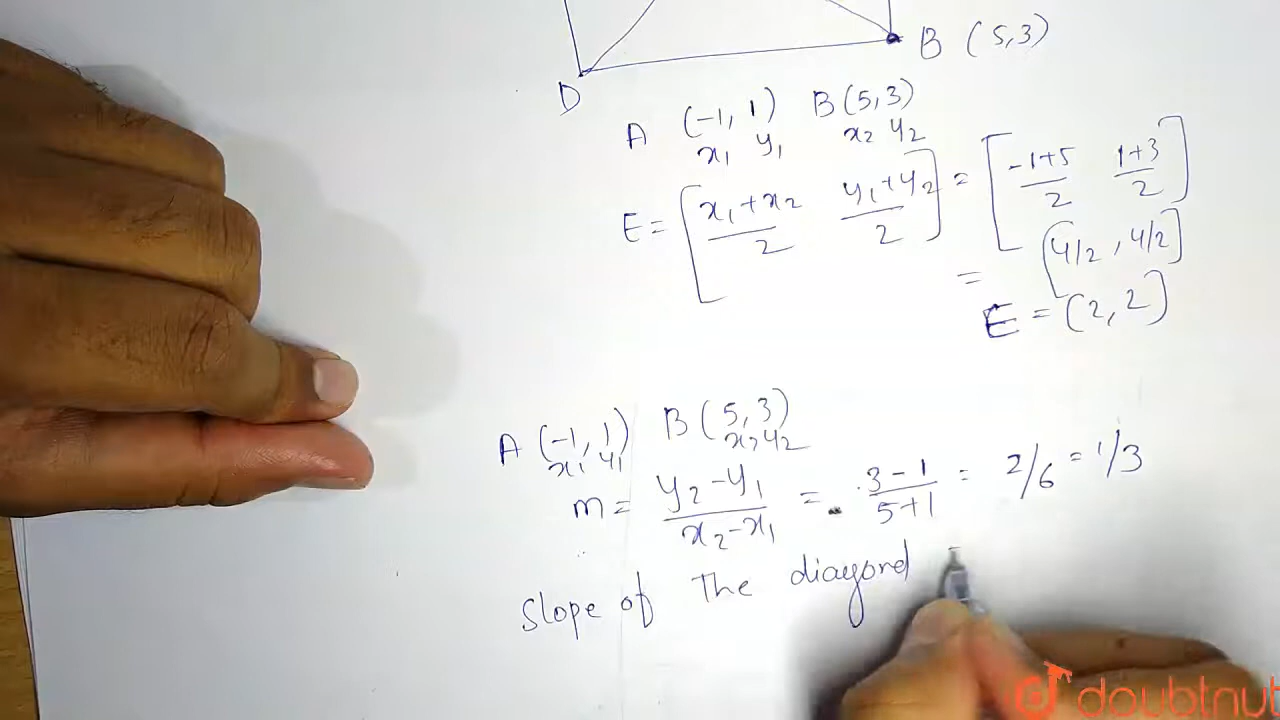 B (5,3)
D
A (-1, 1) B(5,3)
x₁ y₁ x₂ y₂
E = [ (x₁+x₂)/2 (y₁+y₂)/2 ] = [ (-1+5)/2 (1+3)/2 ]
= (4/2, 4/2]
E = (2, 2)
A (-1, 1) B(5,3)
x₁ y₁ x₂ y₂
m = (y₂-y₁)/(x₂-x₁) = (3-1)/(5+1) = 2/6 = 1/3
Slope of The diagonal =
doubtnut